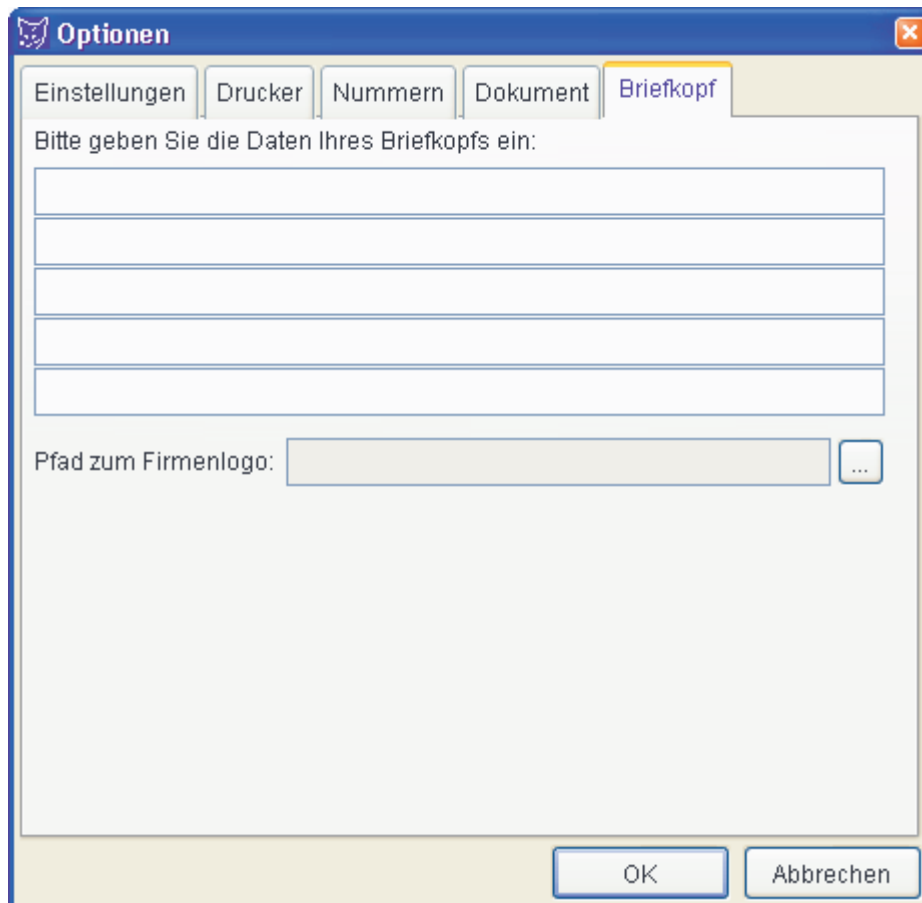 Optionen
Einstellungen Drucker Nummern Dokument Briefkopf
Bitte geben Sie die Daten Ihres Briefkopfs ein:
Pfad zum Firmenlogo: ...
OK Abbrechen